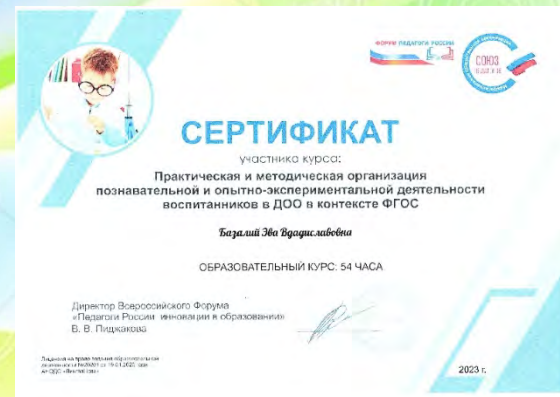 ФОРУМ ПЕДАГОГИ РОССИИ
СОЮЗ
СЕРТИФИКАТ
участника курса:
Практическая и методическая организация
познавательной и опытно-экспериментальной деятельности
воспитанников в ДОО в контексте ФГОС
Базалий Эва Вдадиславовна
ОБРАЗОВАТЕЛЬНЫЙ КУРС: 54 ЧАСА
Директор Всероссийского Форума
«Педагоги России инновации в образовании»
В. В. Пиджакова
2023 г.